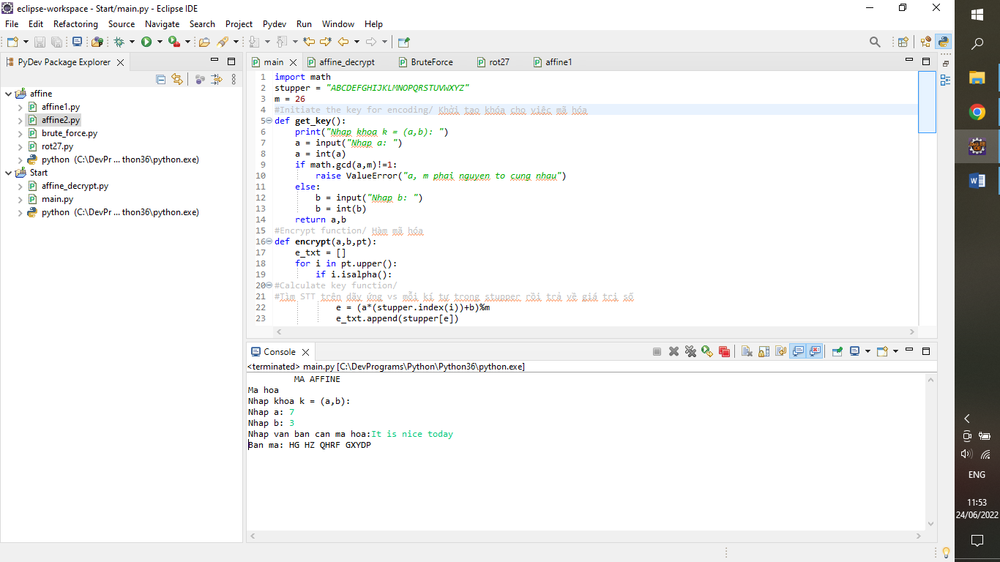 eclipse-workspace - Start/main.py - Eclipse IDE
File Edit Refactoring Source Navigate Search Project Pydev Run Window Help
PyDev Package Explorer
affine
affine1.py
affine2.py
brute_force.py
rot27.py
python (C:\DevPr ... thon36\python.exe)
Start
affine_decrypt.py
main.py
python (C:\DevPr ... thon36\python.exe)
main affine_decrypt BruteForce rot27 affine1
1 import math
2 stupper = "ABCDEFGHIJKLMNOPQRSTUVWXYZ"
3 m = 26
4 #Initiate the key for encoding/ Khởi tạo khóa cho việc mã hóa
5 def get_key():
6 print("Nhap khoa k = (a,b): ")
7 a = input("Nhap a: ")
8 a = int(a)
9 if math.gcd(a,m)!=1:
10 raise ValueError("a, m phai nguyen to cung nhau")
11 else:
12 b = input("Nhap b: ")
13 b = int(b)
14 return a,b
15 #Encrypt function/ Hàm mã hóa
16 def encrypt(a,b,pt):
17 e_txt = []
18 for i in pt.upper():
19 if i.isalpha():
20 #Calculate key function/
21 #Tìm STT trên dãy ứng vs mỗi kí tự trong stupper rồi trả về giá trị số
22 e = (a*(stupper.index(i))+b)%m
23 e_txt.append(stupper[e])
Console
<terminated> main.py [C:\DevPrograms\Python\Python36\python.exe]
MA AFFINE
Ma hoa
Nhap khoa k = (a,b):
Nhap a: 7
Nhap b: 3
Nhap van ban can ma hoa:It is nice today
Ban ma: HG HZ QHRF GXYDP
ENG
11:53
24/06/2022